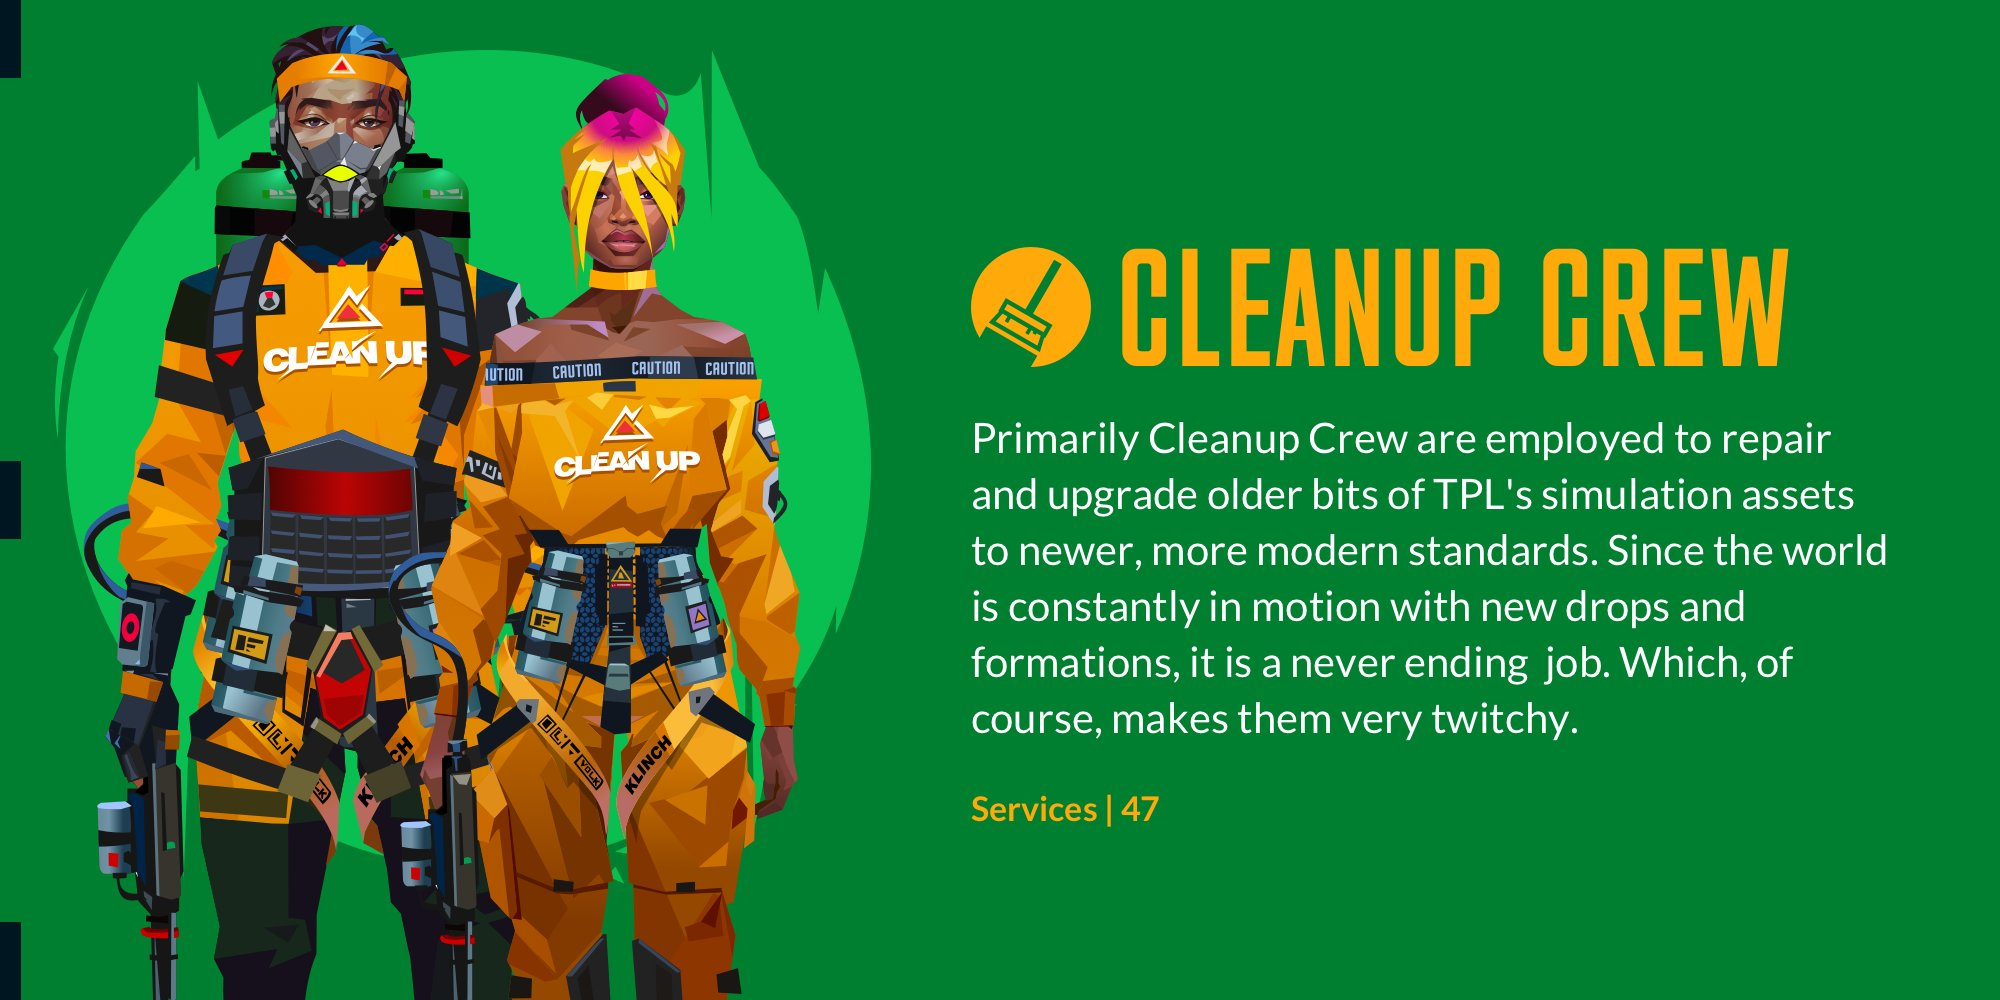 CLEANUP CREW
Primarily Cleanup Crew are employed to repair
and upgrade older bits of TPL's simulation assets
to newer, more modern standards. Since the world
is constantly in motion with new drops and
formations, it is a never ending  job. Which, of
course, makes them very twitchy.
Services | 47
CLEAN UP
CAUTION CAUTION CAUTION
CLEAN UP
VOLK
KLINCH